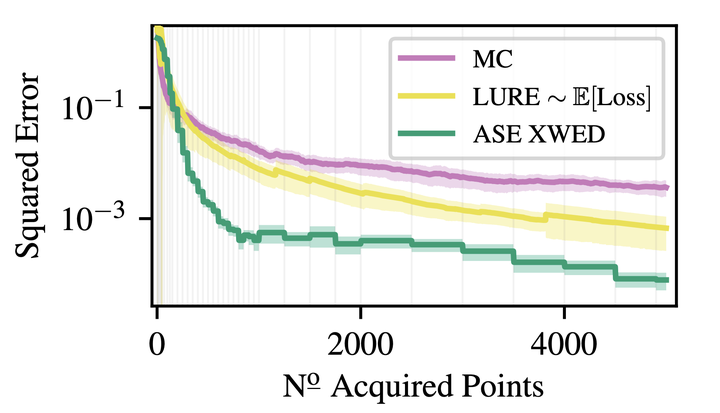 Squared Error
10⁻¹
10⁻³
MC
LURE ∼ 𝔼[Loss]
ASE XWED
0 2000 4000
Nº Acquired Points